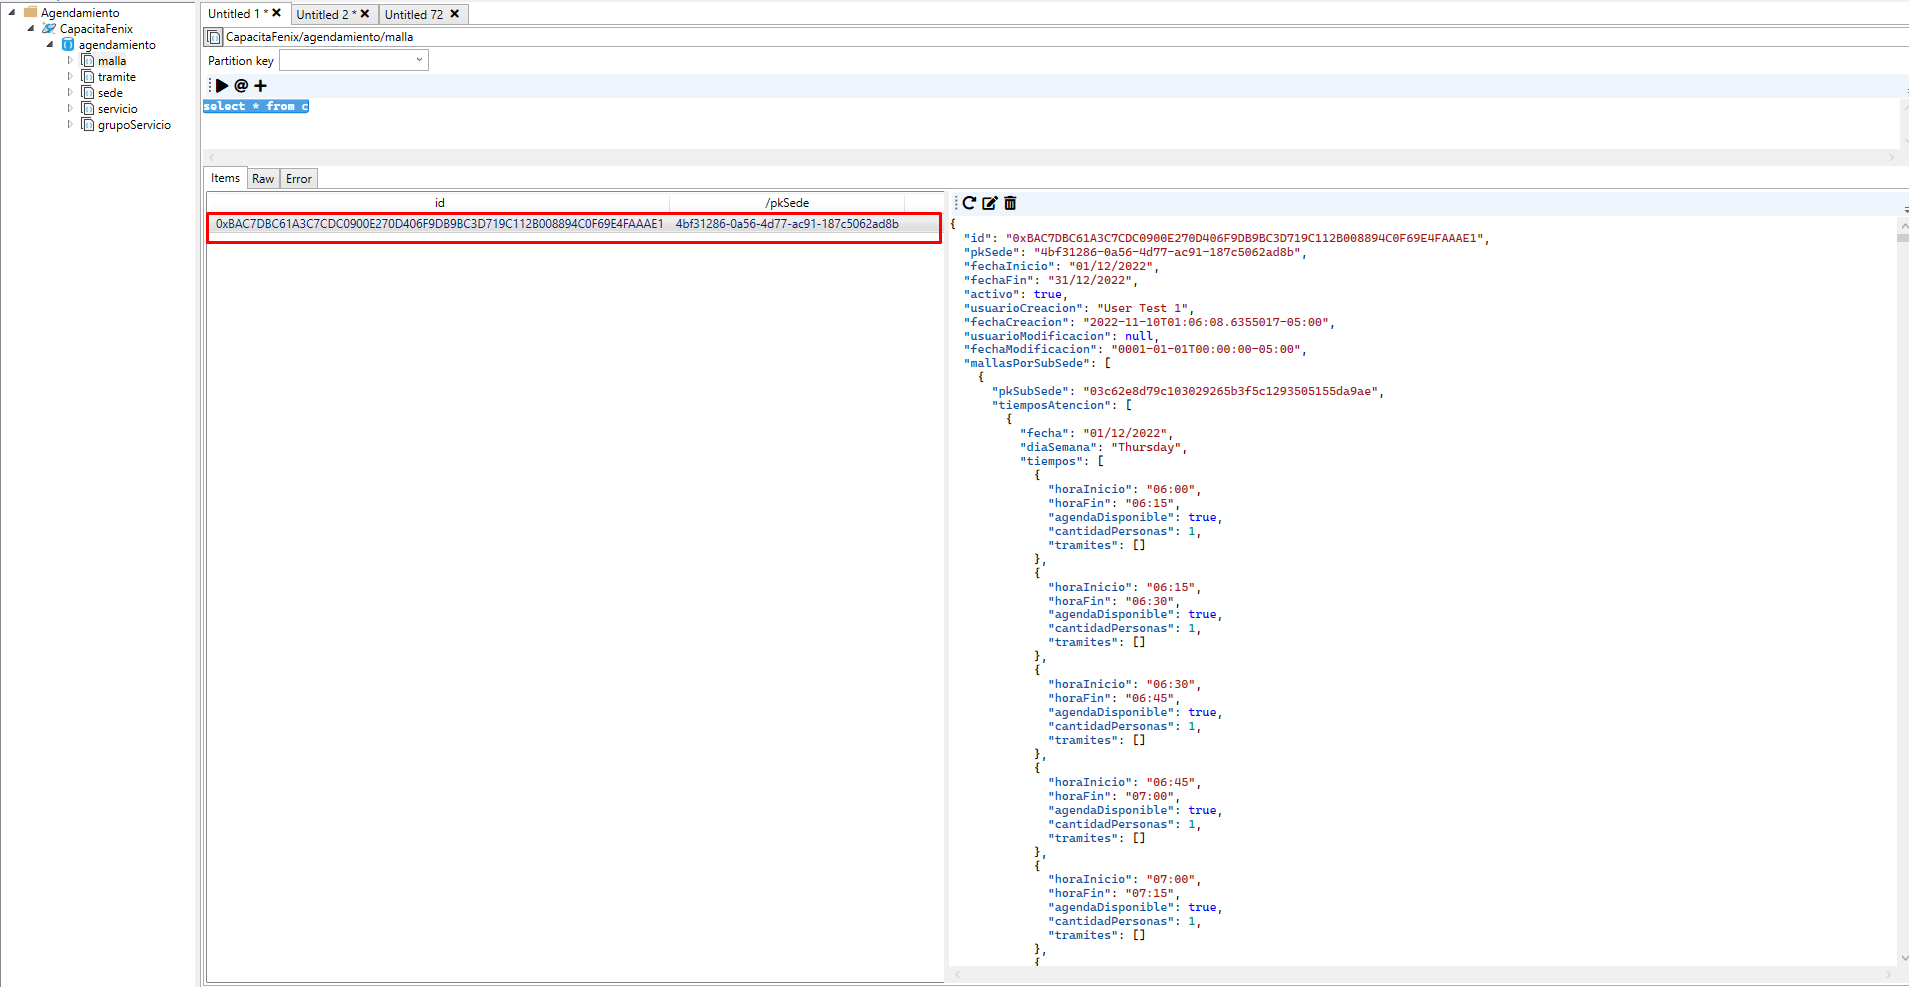 Agendamiento
CapacitaFenix
agendamiento
malla
tramite
sede
servicio
grupoServicio
Untitled 1 * Untitled 2 * Untitled 72
CapacitaFenix/agendamiento/malla
Partition key
select * from c
Items Raw Error
id /pkSede
0xBAC7DBC61A3C7CDC0900E270D406F9DB9BC3D719C112B008894C0F69E4FAAAE1 4bf31286-0a56-4d77-ac91-187c5062ad8b
{
"id": "0xBAC7DBC61A3C7CDC0900E270D406F9DB9BC3D719C112B008894C0F69E4FAAAE1",
"pkSede": "4bf31286-0a56-4d77-ac91-187c5062ad8b",
"fechaInicio": "01/12/2022",
"fechaFin": "31/12/2022",
"activo": true,
"usuarioCreacion": "User Test 1",
"fechaCreacion": "2022-11-10T01:06:08.6355017-05:00",
"usuarioModificacion": null,
"fechaModificacion": "0001-01-01T00:00:00-05:00",
"mallasPorSubSede": [
{
"pkSubSede": "03c62e8d79c103029265b3f5c1293505155da9ae",
"tiemposAtencion": [
{
"fecha": "01/12/2022",
"diaSemana": "Thursday",
"tiempos": [
{
"horaInicio": "06:00",
"horaFin": "06:15",
"agendaDisponible": true,
"cantidadPersonas": 1,
"tramites": []
},
{
"horaInicio": "06:15",
"horaFin": "06:30",
"agendaDisponible": true,
"cantidadPersonas": 1,
"tramites": []
},
{
"horaInicio": "06:30",
"horaFin": "06:45",
"agendaDisponible": true,
"cantidadPersonas": 1,
"tramites": []
},
{
"horaInicio": "06:45",
"horaFin": "07:00",
"agendaDisponible": true,
"cantidadPersonas": 1,
"tramites": []
},
{
"horaInicio": "07:00",
"horaFin": "07:15",
"agendaDisponible": true,
"cantidadPersonas": 1,
"tramites": []
},
{